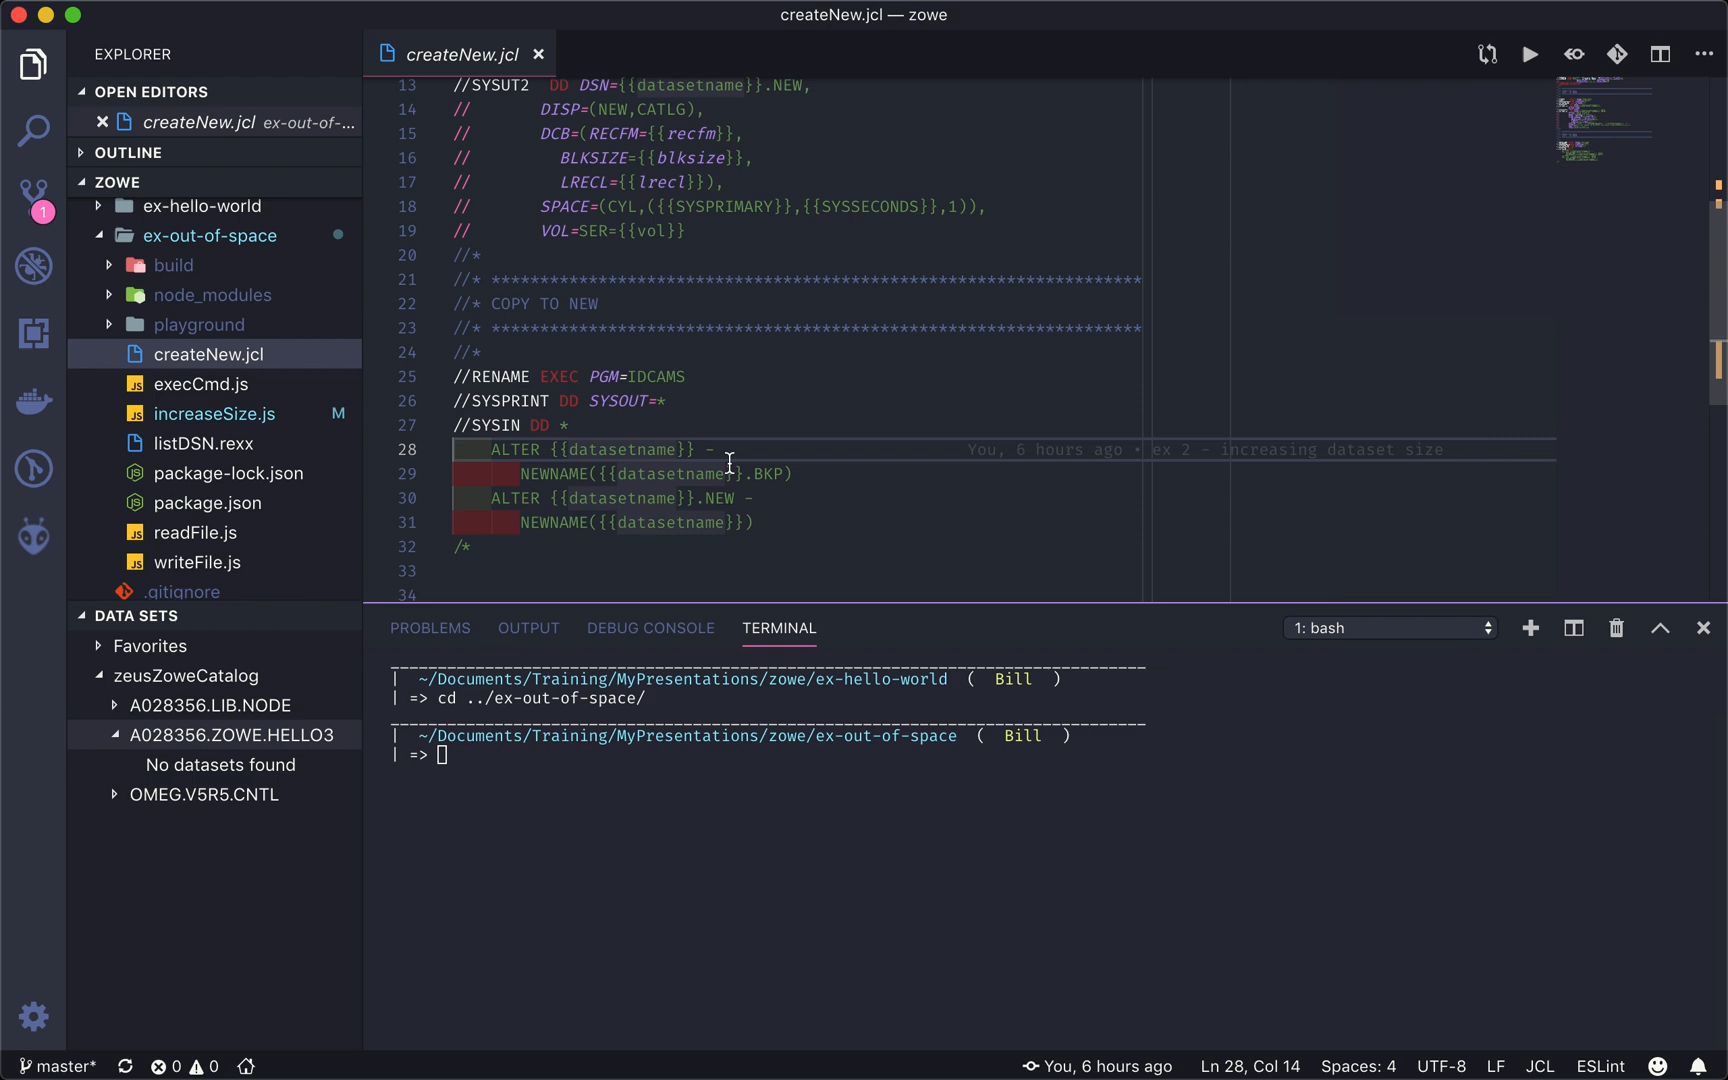 createNew.jcl — zowe
EXPLORER
OPEN EDITORS
createNew.jcl ex-out-of-...
OUTLINE
ZOWE
ex-hello-world
ex-out-of-space
build
node_modules
playground
createNew.jcl
execCmd.js
increaseSize.js M
listDSN.rexx
package-lock.json
package.json
readFile.js
writeFile.js
.gitignore
DATA SETS
Favorites
zeusZoweCatalog
A028356.LIB.NODE
A028356.ZOWE.HELLO3
No datasets found
OMEG.V5R5.CNTL
1
createNew.jcl
13 //SYSUT2 DD DSN={{datasetname}}.NEW,
14 // DISP=(NEW,CATLG),
15 // DCB=(RECFM={{recfm}},
16 // BLKSIZE={{blksize}},
17 // LRECL={{lrecl}}),
18 // SPACE=(CYL,({{SYSPRIMARY}},{{SYSSECONDS}},1)),
19 // VOL=SER={{vol}}
20 //*
21 //* *******************************************************************
22 //* COPY TO NEW
23 //* *******************************************************************
24 //*
25 //RENAME EXEC PGM=IDCAMS
26 //SYSPRINT DD SYSOUT=*
27 //SYSIN DD *
28 ALTER {{datasetname}} - You, 6 hours ago • ex 2 - increasing dataset size
29 NEWNAME({{datasetname}}.BKP)
30 ALTER {{datasetname}}.NEW -
31 NEWNAME({{datasetname}})
32 /*
33
34
PROBLEMS OUTPUT DEBUG CONSOLE TERMINAL 1: bash
| ~/Documents/Training/MyPresentations/zowe/ex-hello-world ( Bill )
| => cd ../ex-out-of-space/
| ~/Documents/Training/MyPresentations/zowe/ex-out-of-space ( Bill )
| =>
master* 0 0 You, 6 hours ago Ln 28, Col 14 Spaces: 4 UTF-8 LF JCL ESLint